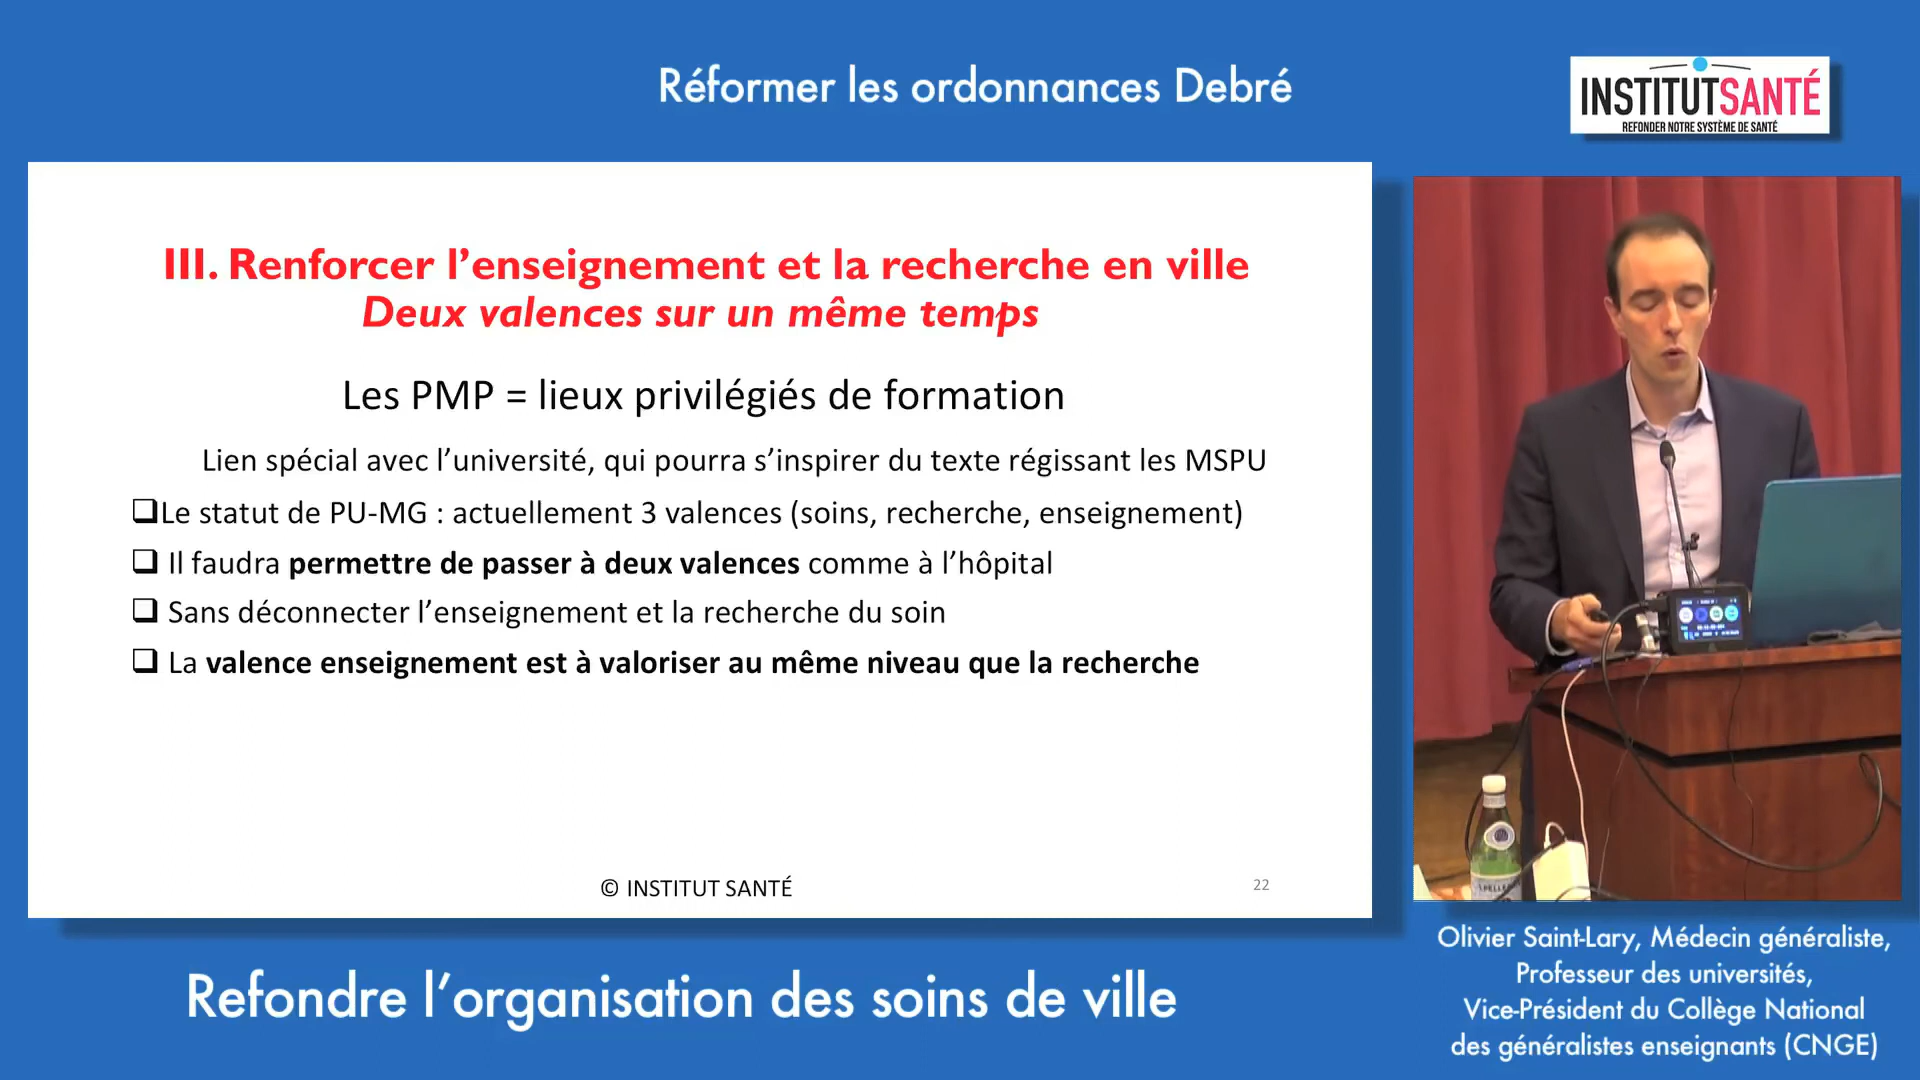 Réformer les ordonnances Debré
INSTITUTSANTÉ
REFONDER NOTRE SYSTÈME DE SANTÉ
III. Renforcer l’enseignement et la recherche en ville
Deux valences sur un même temps
Les PMP = lieux privilégiés de formation
Lien spécial avec l’université, qui pourra s’inspirer du texte régissant les MSPU
❑Le statut de PU-MG : actuellement 3 valences (soins, recherche, enseignement)
❑ Il faudra permettre de passer à deux valences comme à l’hôpital
❑ Sans déconnecter l’enseignement et la recherche du soin
❑ La valence enseignement est à valoriser au même niveau que la recherche
© INSTITUT SANTÉ
22
Refondre l’organisation des soins de ville
Olivier Saint-Lary, Médecin généraliste,
Professeur des universités,
Vice-Président du Collège National
des généralistes enseignants (CNGE)